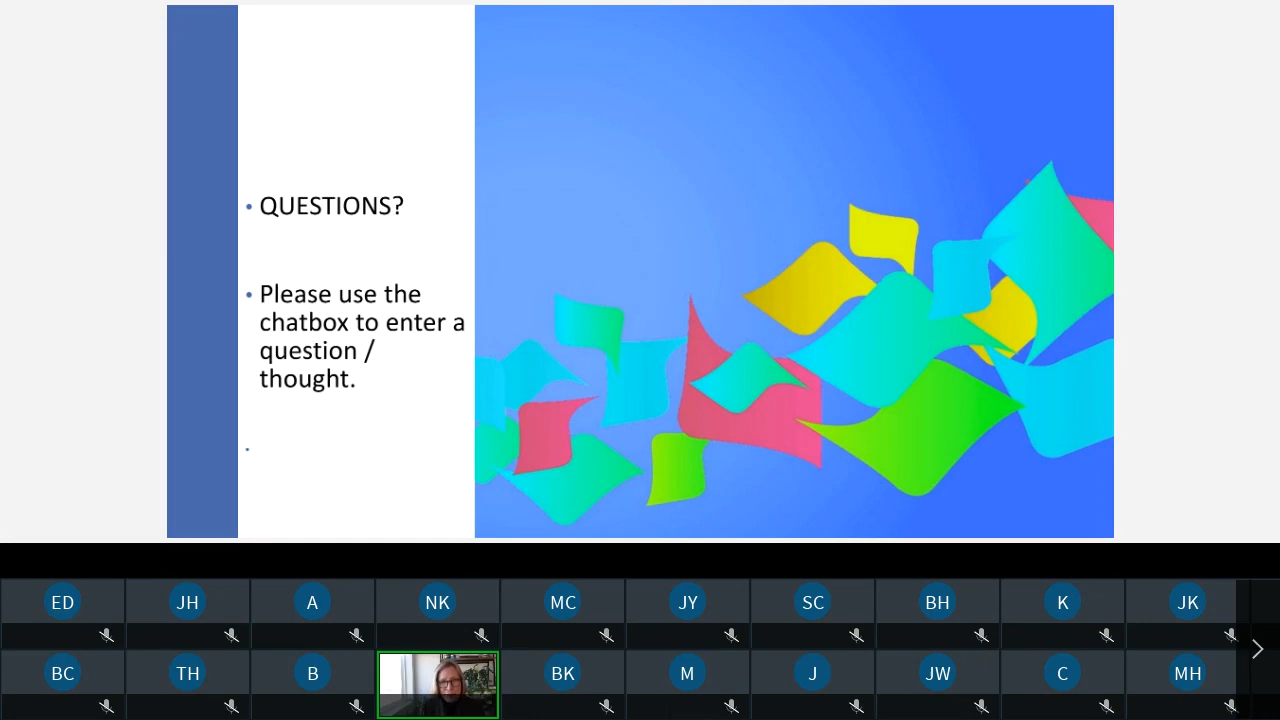 • QUESTIONS?
• Please use the
chatbox to enter a
question /
thought.
•
ED JH A NK MC JY SC BH K JK
BC TH B BK M J JW C MH